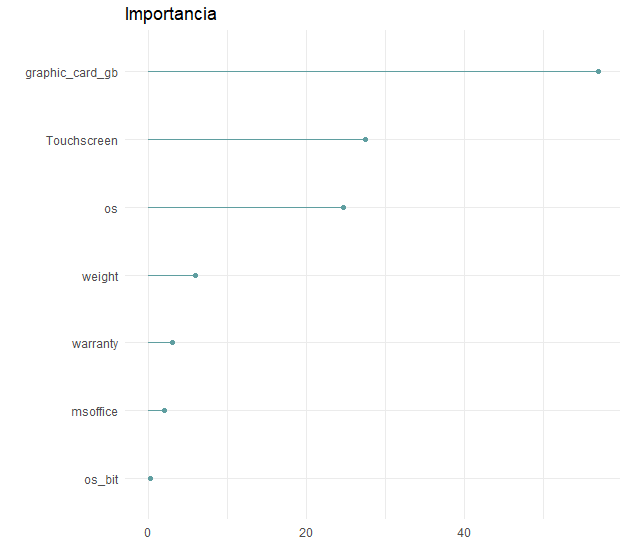 Importancia
graphic_card_gb
Touchscreen
os
weight
warranty
msoffice
os_bit
0 20 40